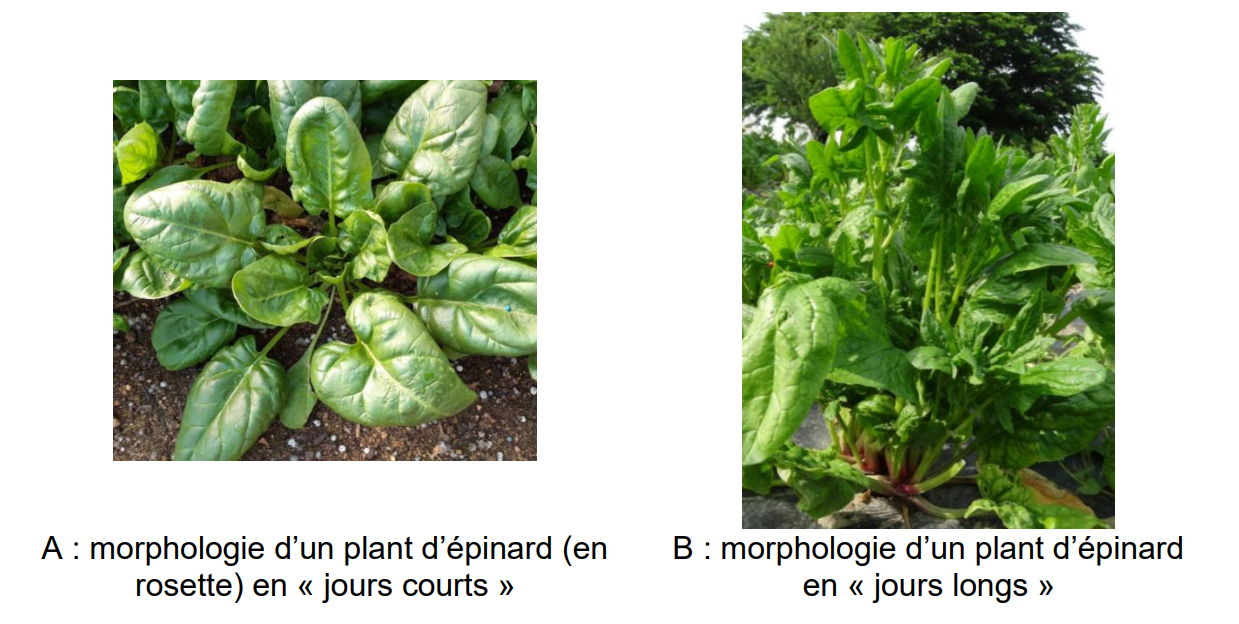 A : morphologie d’un plant d’épinard (en
rosette) en « jours courts »
B : morphologie d’un plant d’épinard
en « jours longs »